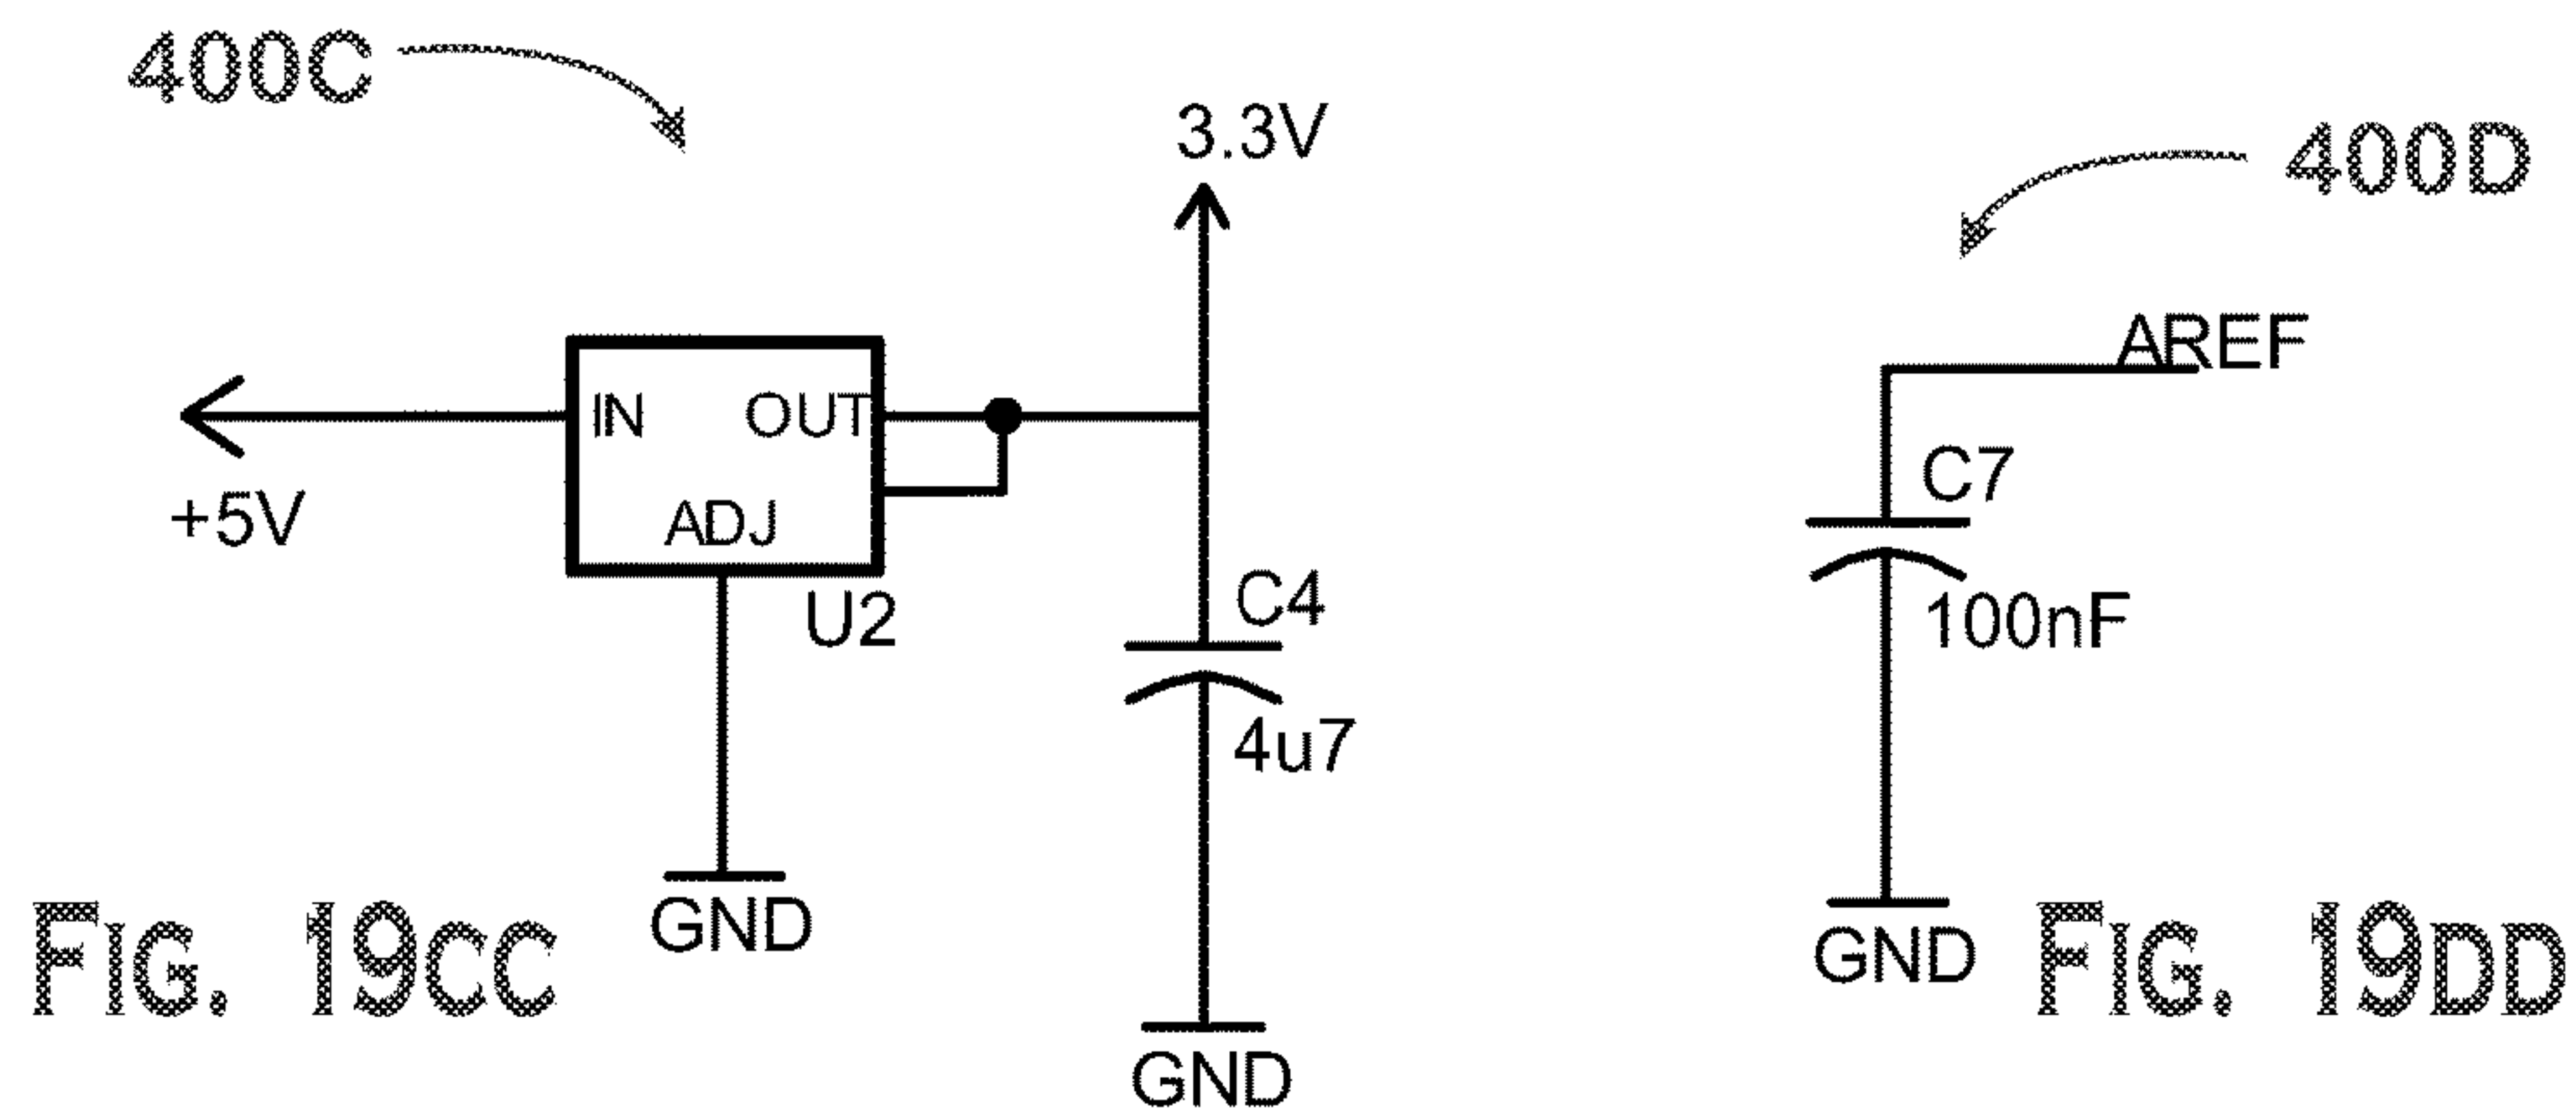 400C
3.3V
400D
AREF
IN
OUT
+5V
ADJ
U2
C7
C4
100nF
4u7
GND
GND
GND
FIG. 19CC
FIG. 19DD